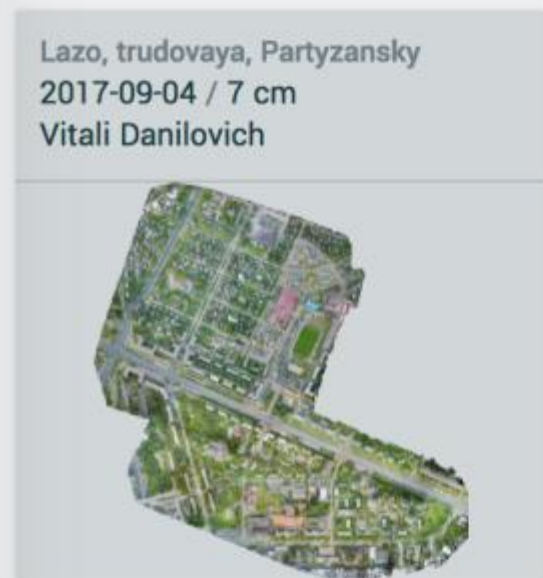 Lazo, trudovaya, Partyzansky
2017-09-04 / 7 cm
Vitali Danilovich